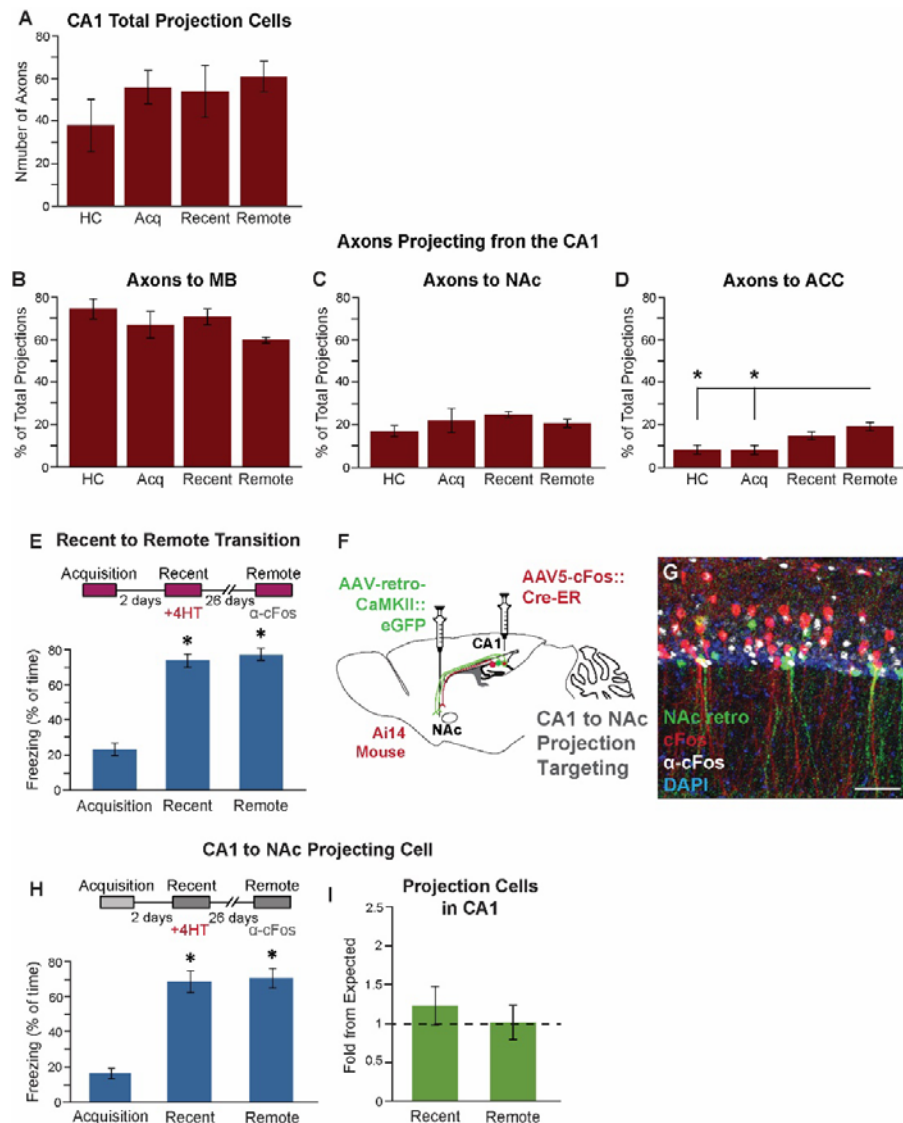 A
CA1 Total Projection Cells
Nmuber of Axons
80
60
40
20
0
HC Acq Recent Remote
Axons Projecting fron the CA1
B
Axons to MB
% of Total Projections
80
60
40
20
0
HC Acq Recent Remote
C
Axons to NAc
% of Total Projections
80
60
40
20
0
HC Acq Recent Remote
D
Axons to ACC
% of Total Projections
80
60
40
20
0
* *
HC Acq Recent Remote
E
Recent to Remote Transition
Acquisition Recent Remote
2 days 26 days
+4HT α-cFos
Freezing (% of time)
80
60
40
20
0
* *
Acquisition Recent Remote
F
AAV-retro-
CaMKII::
eGFP
AAV5-cFos::
Cre-ER
CA1
NAc
Ai14
Mouse
CA1 to NAc
Projection
Targeting
G
NAc retro
cFos
α-cFos
DAPI
CA1 to NAc Projecting Cell
H
Acquisition Recent Remote
2 days 26 days
+4HT α-cFos
Freezing (% of time)
80
60
40
20
0
* *
Acquisition Recent Remote
I
Projection Cells
in CA1
Fold from Expected
2.5
2
1.5
1
0.5
0
Recent Remote